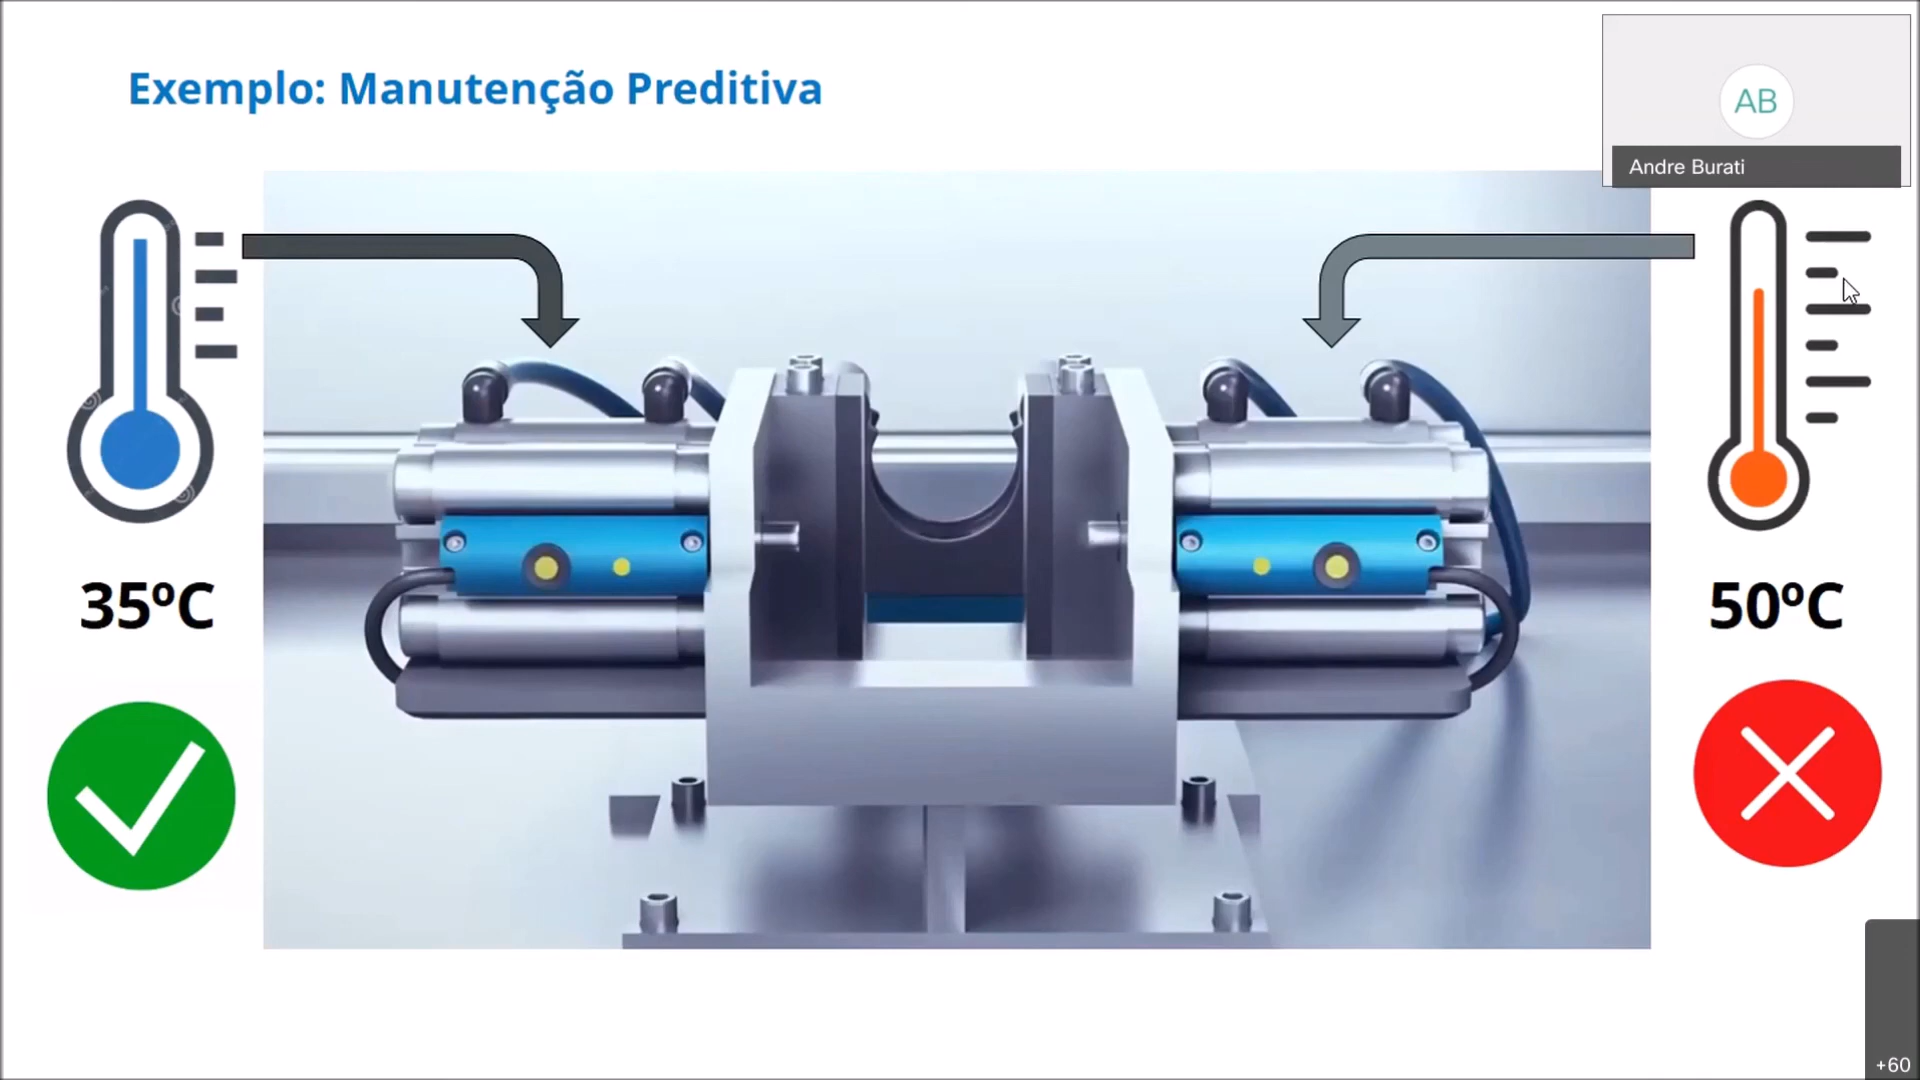 Exemplo: Manutenção Preditiva
AB
Andre Burati
35ºC
50ºC
+60